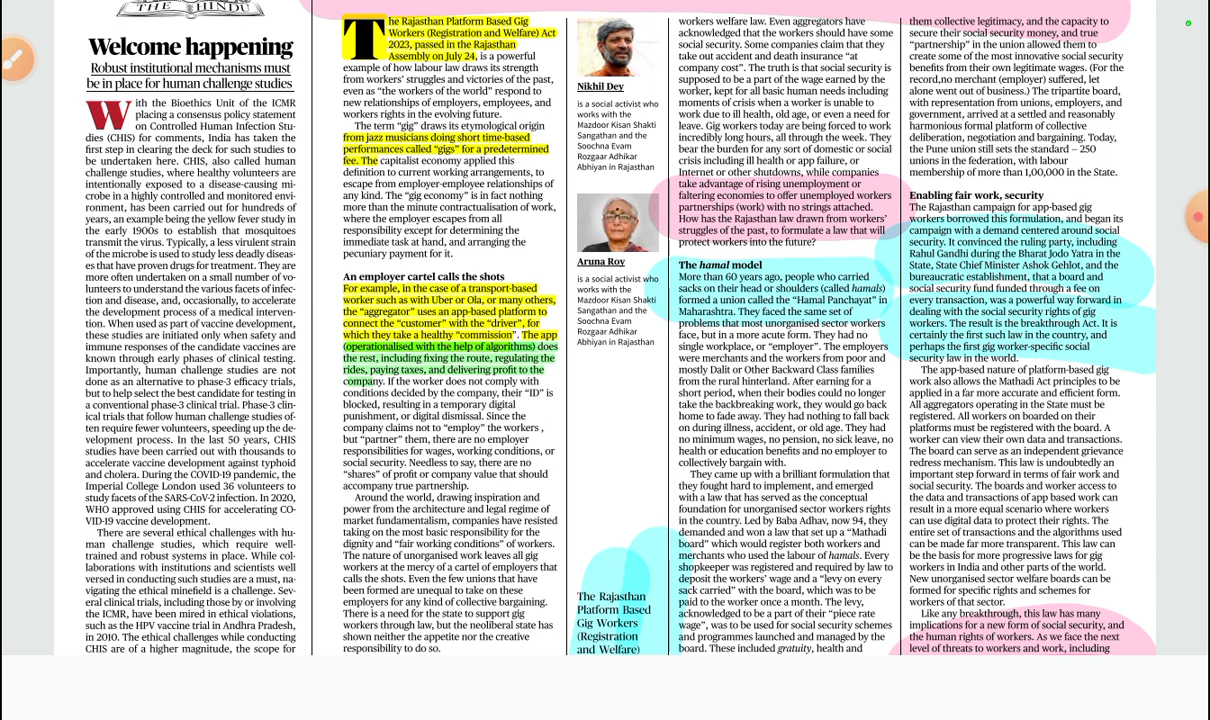 THE HINDU
Welcome happening
Robust institutional mechanisms must
be in place for human challenge studies
With the Bioethics Unit of the ICMR
placing a consensus policy statement
on Controlled Human Infection Stu-
dies (CHIS) for comments, India has taken the
first step in clearing the deck for such studies to
be undertaken here. CHIS, also called human
challenge studies, where healthy volunteers are
intentionally exposed to a disease-causing mi-
crobe in a highly controlled and monitored envi-
ronment, has been carried out for hundreds of
years, an example being the yellow fever study in
the early 1900s to establish that mosquitoes
transmit the virus. Typically, a less virulent strain
of the microbe is used to study less deadly diseas-
es that have proven drugs for treatment. They are
more often undertaken on a small number of vo-
lunteers to understand the various facets of infec-
tion and disease, and, occasionally, to accelerate
the development process of a medical interven-
tion. When used as part of vaccine development,
these studies are initiated only when safety and
immune responses of the candidate vaccines are
known through early phases of clinical testing.
Importantly, human challenge studies are not
done as an alternative to phase-3 efficacy trials,
but to help select the best candidate for testing in
a conventional phase-3 clinical trial. Phase-3 clin-
ical trials that follow human challenge studies of-
ten require fewer volunteers, speeding up the de-
velopment process. In the last 50 years, CHIS
studies have been carried out with thousands to
accelerate vaccine development against typhoid
and cholera. During the COVID-19 pandemic, the
Imperial College London used 36 volunteers to
study facets of the SARS-CoV-2 infection. In 2020,
WHO approved using CHIS for accelerating CO-
VID-19 vaccine development.
There are several ethical challenges with hu-
man challenge studies, which require well-
trained and robust systems in place. While col-
laborations with institutions and scientists well
versed in conducting such studies are a must, na-
vigating the ethical minefield is a challenge. Sev-
eral clinical trials, including those by or involving
the ICMR, have been mired in ethical violations,
such as the HPV vaccine trial in Andhra Pradesh,
in 2010. The ethical challenges while conducting
CHIS are of a higher magnitude, the scope for
The Rajasthan Platform Based Gig
Workers (Registration and Welfare) Act
2023, passed in the Rajasthan
Assembly on July 24, is a powerful
example of how labour law draws its strength
from workers' struggles and victories of the past,
even as "the workers of the world" respond to
new relationships of employers, employees, and
workers rights in the evolving future.
The term "gig" draws its etymological origin
from jazz musicians doing short time-based
performances called "gigs" for a predetermined
fee. The capitalist economy applied this
definition to current working arrangements, to
escape from employer-employee relationships of
any kind. The "gig economy" is in fact nothing
more than the minute contractualisation of work,
where the employer escapes from all
responsibility except for determining the
immediate task at hand, and arranging the
pecuniary payment for it.
An employer cartel calls the shots
For example, in the case of a transport-based
worker such as with Uber or Ola, or many others,
the "aggregator" uses an app-based platform to
connect the "customer" with the "driver", for
which they take a healthy "commission". The app
(operationalised with the help of algorithms) does
the rest, including fixing the route, regulating the
rides, paying taxes, and delivering profit to the
company. If the worker does not comply with
conditions decided by the company, their "ID" is
blocked, resulting in a temporary digital
punishment, or digital dismissal. Since the
company claims not to "employ" the workers ,
but "partner" them, there are no employer
responsibilities for wages, working conditions, or
social security. Needless to say, there are no
"shares" of profit or company value that should
accompany true partnership.
Around the world, drawing inspiration and
power from the architecture and legal regime of
market fundamentalism, companies have resisted
taking on the most basic responsibility for the
dignity and "fair working conditions" of workers.
The nature of unorganised work leaves all gig
workers at the mercy of a cartel of employers that
calls the shots. Even the few unions that have
been formed are unequal to take on these
employers for any kind of collective bargaining.
There is a need for the state to support gig
workers through law, but the neoliberal state has
shown neither the appetite nor the creative
responsibility to do so.
Nikhil Dey
is a social activist who
works with the
Mazdoor Kisan Shakti
Sangathan and the
Soochna Evam
Rozgaar Adhikar
Abhiyan in Rajasthan
Aruna Roy
is a social activist who
works with the
Mazdoor Kisan Shakti
Sangathan and the
Soochna Evam
Rozgaar Adhikar
Abhiyan in Rajasthan
The Rajasthan
Platform Based
Gig Workers
(Registration
and Welfare)
workers welfare law. Even aggregators have
acknowledged that the workers should have some
social security. Some companies claim that they
take out accident and death insurance "at
company cost". The truth is that social security is
supposed to be a part of the wage earned by the
worker, kept for all basic human needs including
moments of crisis when a worker is unable to
work due to ill health, old age, or even a need for
leave. Gig workers today are being forced to work
incredibly long hours, all through the week. They
bear the burden for any sort of domestic or social
crisis including ill health or app failure, or
Internet or other shutdowns, while companies
take advantage of rising unemployment or
faltering economies to offer unemployed workers
partnerships (work) with no strings attached.
How has the Rajasthan law drawn from workers'
struggles of the past, to formulate a law that will
protect workers into the future?
The hamal model
More than 60 years ago, people who carried
sacks on their head or shoulders (called hamals)
formed a union called the "Hamal Panchayat" in
Maharashtra. They faced the same set of
problems that most unorganised sector workers
face, but in a more acute form. They had no
single workplace, or "employer". The employers
were merchants and the workers from poor and
mostly Dalit or Other Backward Class families
from the rural hinterland. After earning for a
short period, when their bodies could no longer
take the backbreaking work, they would go back
home to fade away. They had nothing to fall back
on during illness, accident, or old age. They had
no minimum wages, no pension, no sick leave, no
health or education benefits and no employer to
collectively bargain with.
They came up with a brilliant formulation that
they fought hard to implement, and emerged
with a law that has served as the conceptual
foundation for unorganised sector workers rights
in the country. Led by Baba Adhav, now 94, they
demanded and won a law that set up a "Mathadi
board" which would register both workers and
merchants who used the labour of hamals. Every
shopkeeper was registered and required by law to
deposit the workers' wage and a "levy on every
sack carried" with the board, which was to be
paid to the worker once a month. The levy,
acknowledged to be a part of their "piece rate
wage", was to be used for social security schemes
and programmes launched and managed by the
board. These included gratuity, health and
them collective legitimacy, and the capacity to
secure their social security money, and true
"partnership" in the union allowed them to
create some of the most innovative social security
benefits from their own legitimate wages. (For the
record,no merchant (employer) suffered, let
alone went out of business.) The tripartite board,
with representation from unions, employers, and
government, arrived at a settled and reasonably
harmonious formal platform of collective
deliberation, negotiation and bargaining. Today,
the Pune union still sets the standard — 250
unions in the federation, with labour
membership of more than 1,00,000 in the State.
Enabling fair work, security
The Rajasthan campaign for app-based gig
workers borrowed this formulation, and began its
campaign with a demand centered around social
security. It convinced the ruling party, including
Rahul Gandhi during the Bharat Jodo Yatra in the
State, State Chief Minister Ashok Gehlot, and the
bureaucratic establishment, that a board and
social security fund funded through a fee on
every transaction, was a powerful way forward in
dealing with the social security rights of gig
workers. The result is the breakthrough Act. It is
certainly the first such law in the country, and
perhaps the first gig worker-specific social
security law in the world.
The app-based nature of platform-based gig
work also allows the Mathadi Act principles to be
applied in a far more accurate and efficient form.
All aggregators operating in the State must be
registered. All workers on boarded on their
platforms must be registered with the board. A
worker can view their own data and transactions.
The board can serve as an independent grievance
redress mechanism. This law is undoubtedly an
important step forward in terms of fair work and
social security. The boards and worker access to
the data and transactions of app based work can
result in a more equal scenario where workers
can use digital data to protect their rights. The
entire set of transactions and the algorithms used
can be made far more transparent. This law can
be the basis for more progressive laws for gig
workers in India and other parts of the world.
New unorganised sector welfare boards can be
formed for specific rights and schemes for
workers of that sector.
Like any breakthrough, this law has many
implications for a new form of social security, and
the human rights of workers. As we face the next
level of threats to workers and work, including